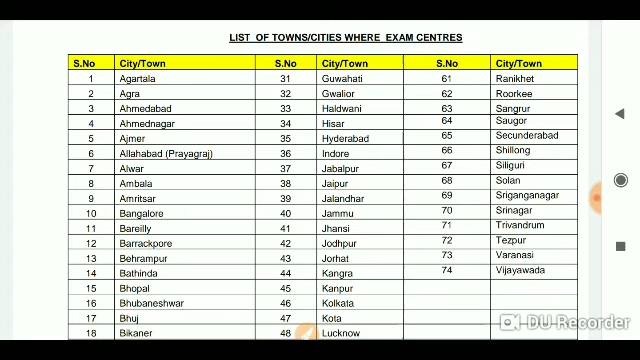 LIST OF TOWNS/CITIES WHERE EXAM CENTRES
S.No City/Town S.No City/Town S.No City/Town
1 Agartala 31 Guwahati 61 Ranikhet
2 Agra 32 Gwalior 62 Roorkee
3 Ahmedabad 33 Haldwani 63 Sangrur
4 Ahmednagar 34 Hisar 64 Saugor
5 Ajmer 35 Hyderabad 65 Secunderabad
6 Allahabad (Prayagraj) 36 Indore 66 Shillong
7 Alwar 37 Jabalpur 67 Siliguri
8 Ambala 38 Jaipur 68 Solan
9 Amritsar 39 Jalandhar 69 Sriganganagar
10 Bangalore 40 Jammu 70 Srinagar
11 Bareilly 41 Jhansi 71 Trivandrum
12 Barrackpore 42 Jodhpur 72 Tezpur
13 Behrampur 43 Jorhat 73 Varanasi
14 Bathinda 44 Kangra 74 Vijayawada
15 Bhopal 45 Kanpur
16 Bhubaneshwar 46 Kolkata
17 Bhuj 47 Kota
18 Bikaner 48 Lucknow
DU Recorder